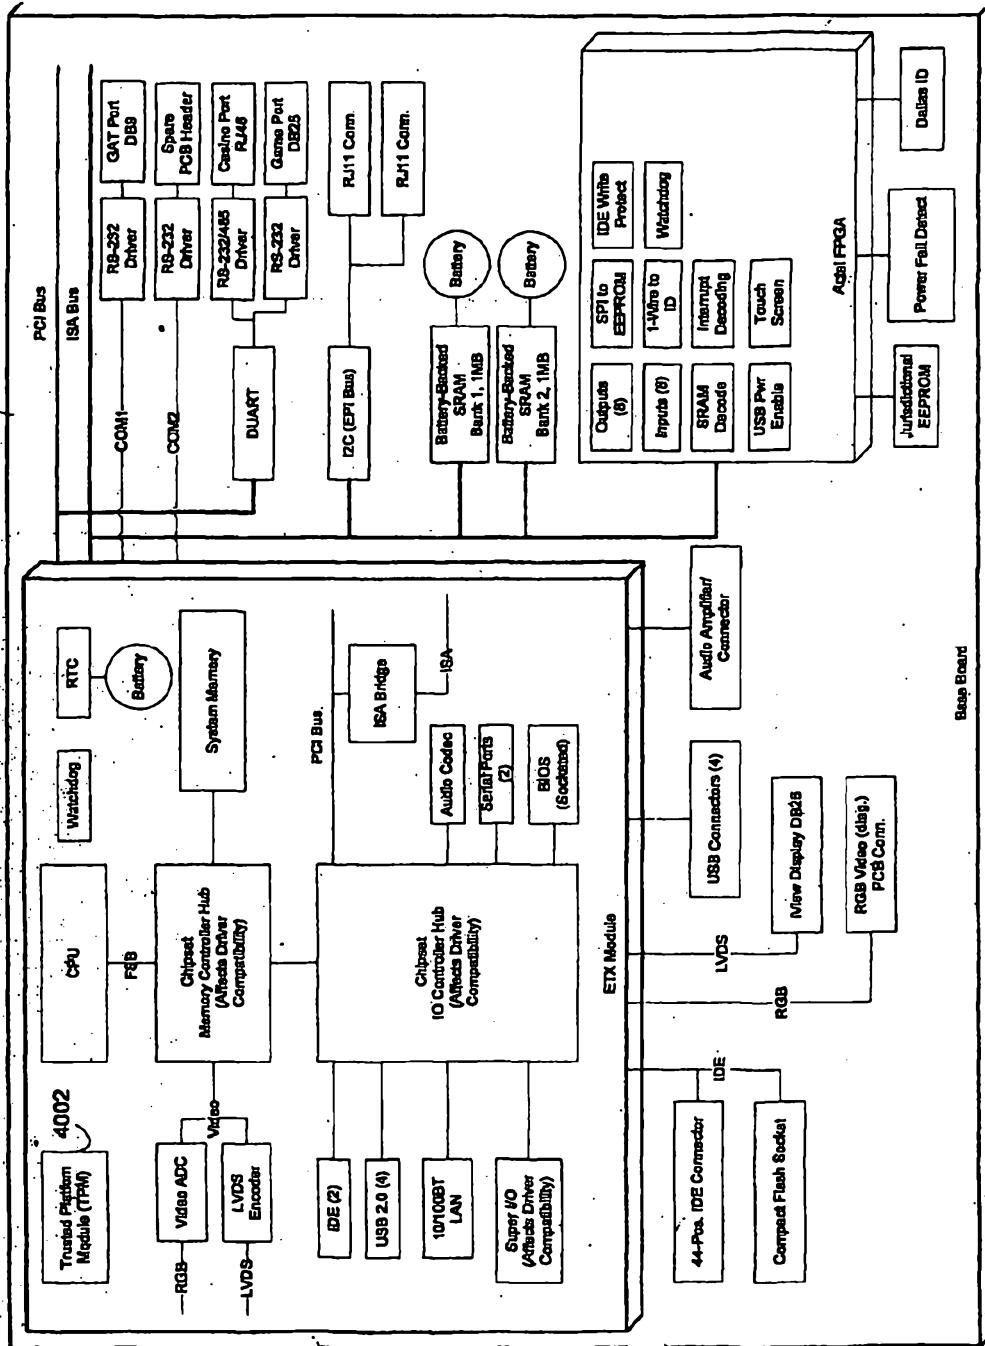 Trusted Platform
Module (TPM)
4002
CPU
Watchdog
RTC
Battery
FSB
Video ADC
RGB
LVDS
Encoder
LVDS
Video
Chipset
Memory Controller Hub
(Affects Driver
Compatibility)
System Memory
IDE (2)
USB 2.0 (4)
10/100BT
LAN
Super I/O
(Affects Driver
Compatibility)
Chipset
IO Controller Hub
(Affects Driver
Compatibility)
PCI Bus
ISA Bridge
ISA
Audio Codec
Serial Ports
(2)
BIOS
(Socketed)
ETX Module
PCI Bus
ISA Bus
COM1
RS-232
Driver
GAT Port
DB9
COM2
RS-232
Driver
Spare
PCB Header
DUART
RS-232/485
Driver
Casino Port
RJ45
RS-232
Driver
Game Port
DB25
I2C (EPI Bus)
RJ11 Conn.
RJ11 Conn.
Battery-Backed
SRAM
Bank 1, 1MB
Battery
Battery-Backed
SRAM
Bank 2, 1MB
Battery
Outputs
(8)
SPI to
EEPROM
IDE Write
Protect
Inputs (8)
1-Wire to
ID
Watchdog
SRAM
Decode
Interrupt
Decoding
USB Pwr
Enable
Touch
Screen
Actel FPGA
Jurisdictional
EEPROM
Power Fail Detect
Dallas ID
IDE
44-Pos. IDE Connector
Compact Flash Socket
RGB
LVDS
USB Connectors (4)
iView Display DB25
RGB Video (diag.)
PCB Conn.
Audio Amplifier/
Connector
Base Board